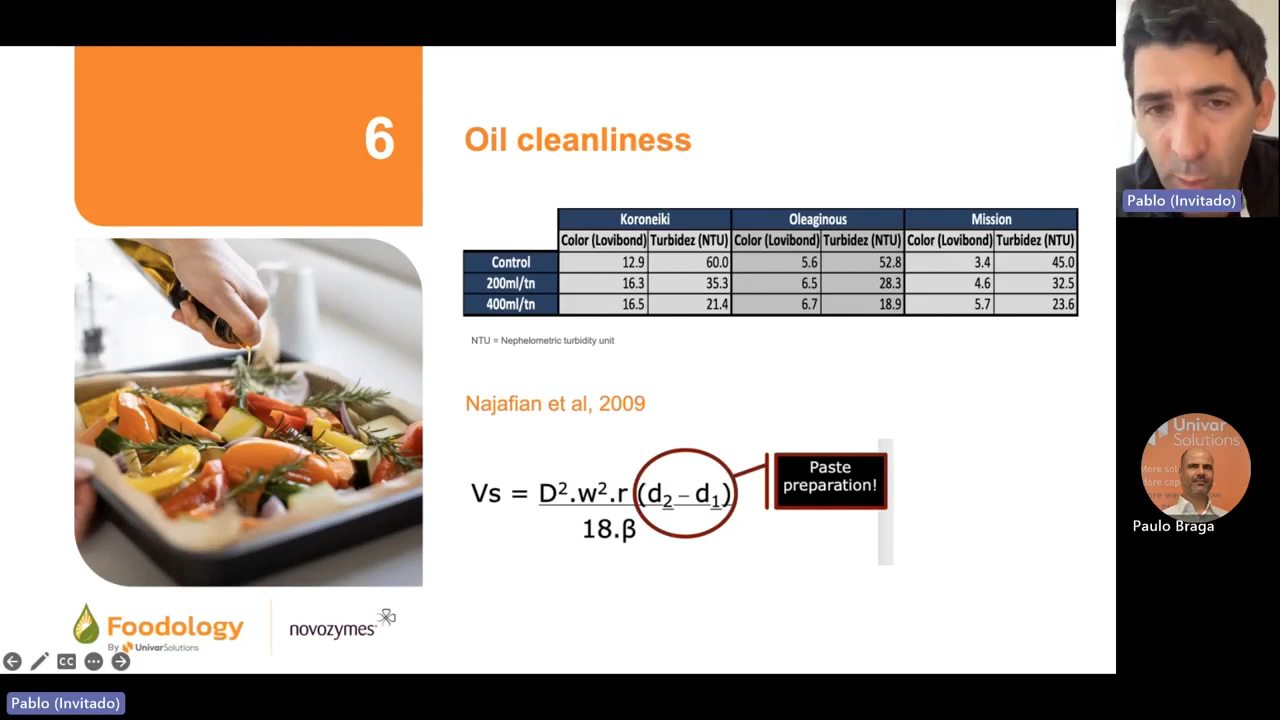 6
Oil cleanliness
Koroneiki Oleaginous Mission
Color (Lovibond) Turbidez (NTU) Color (Lovibond) Turbidez (NTU) Color (Lovibond) Turbidez (NTU)
Control 12.9 60.0 5.6 52.8 3.4 45.0
200ml/tn 16.3 35.3 6.5 28.3 4.6 32.5
400ml/tn 16.5 21.4 6.7 18.9 5.7 23.6
NTU = Nephelometric turbidity unit
Najafian et al, 2009
Vs = D².w².r (d₂ – d₁)
18.β
Paste
preparation!
Foodology
By Univar Solutions
novozymes
CC
Pablo (Invitado)
Pablo (Invitado)
Univar
Solutions
Paulo Braga